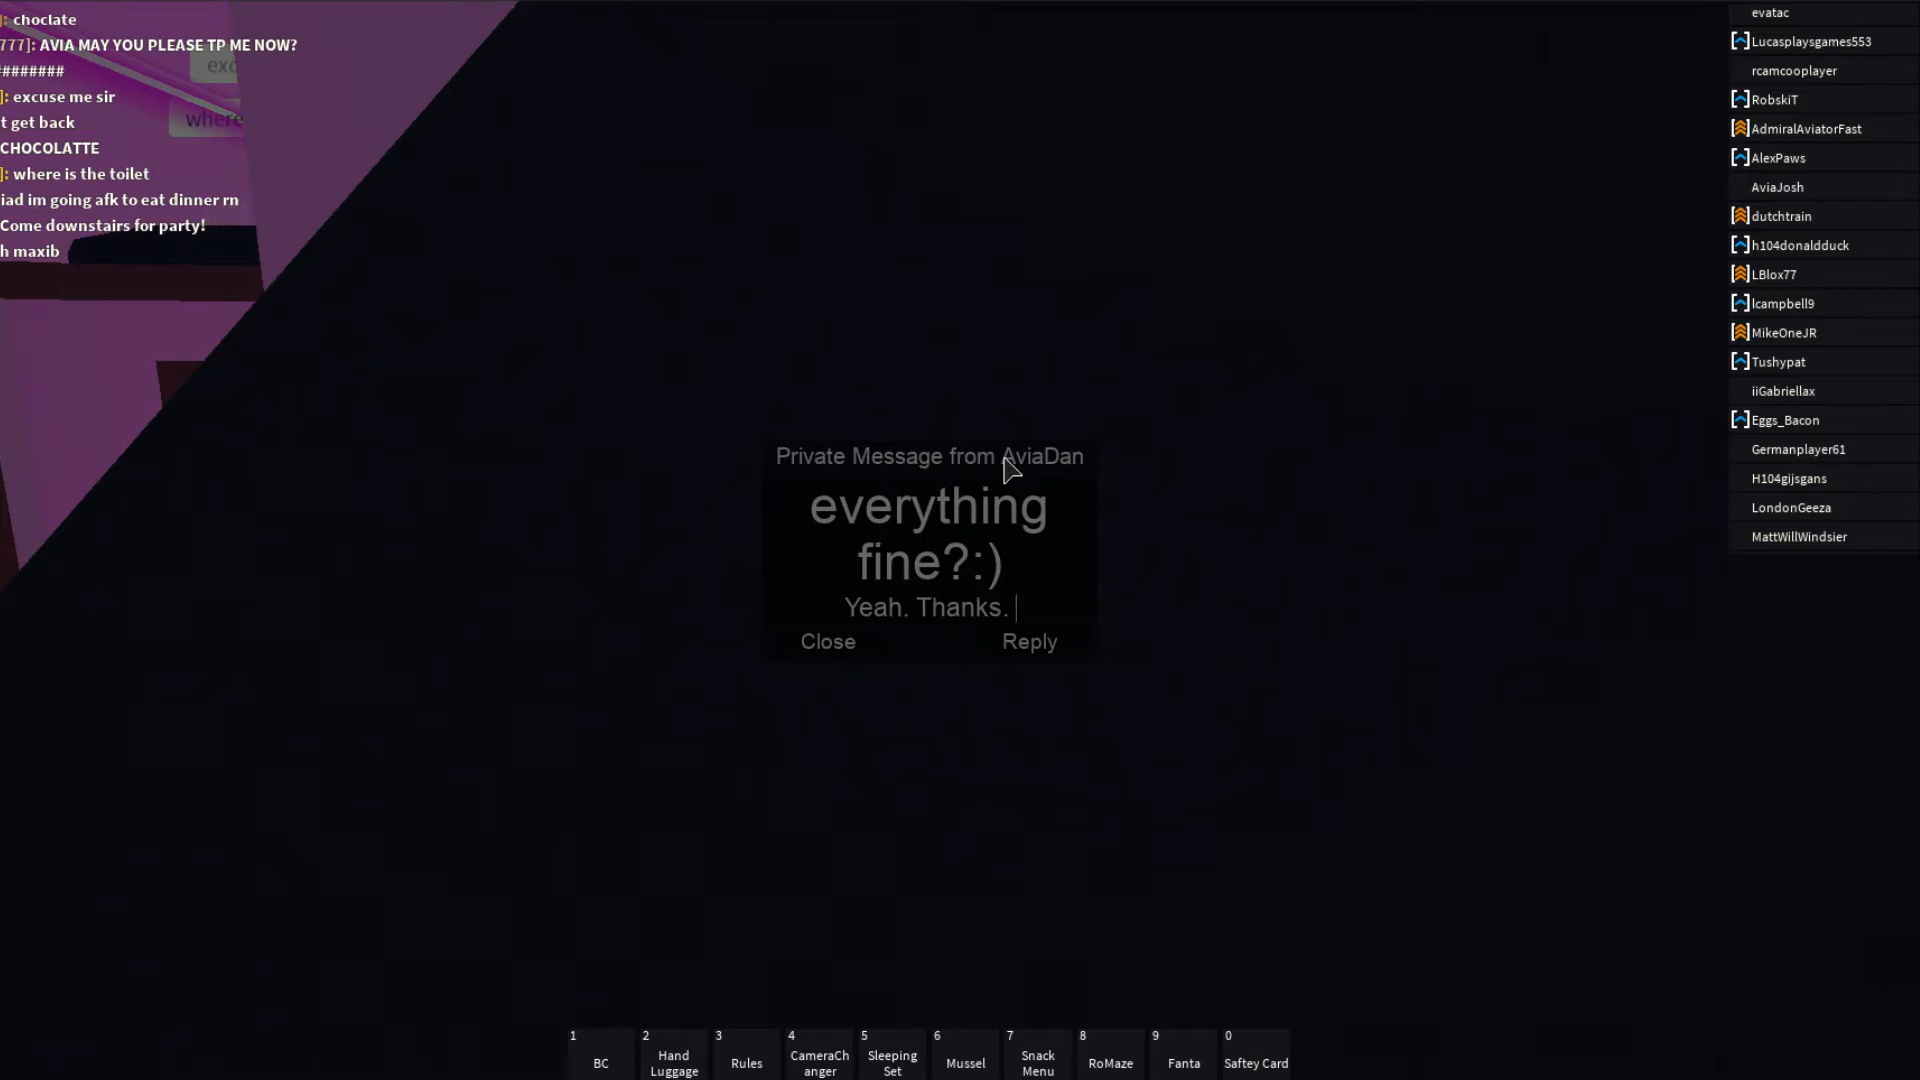 ]: choclate
777]: AVIA MAY YOU PLEASE TP ME NOW?
#######
]: excuse me sir
t get back
CHOCOLATTE
]: where is the toilet
iad im going afk to eat dinner rn
Come downstairs for party!
h maxib
exc
where
Private Message from AviaDan
everything
fine?:)
Yeah. Thanks.
Close
Reply
evatac
Lucasplaysgames553
rcamcooplayer
RobskiT
AdmiralAviatorFast
AlexPaws
AviaJosh
dutchtrain
h104donaldduck
LBlox77
lcampbell9
MikeOneJR
Tushypat
iiGabriellax
Eggs_Bacon
Germanplayer61
H104gijsgans
LondonGeeza
MattWillWindsier
1
BC
2
Hand
Luggage
3
Rules
4
CameraCh
anger
5
Sleeping
Set
6
Mussel
7
Snack
Menu
8
RoMaze
9
Fanta
0
Saftey Card